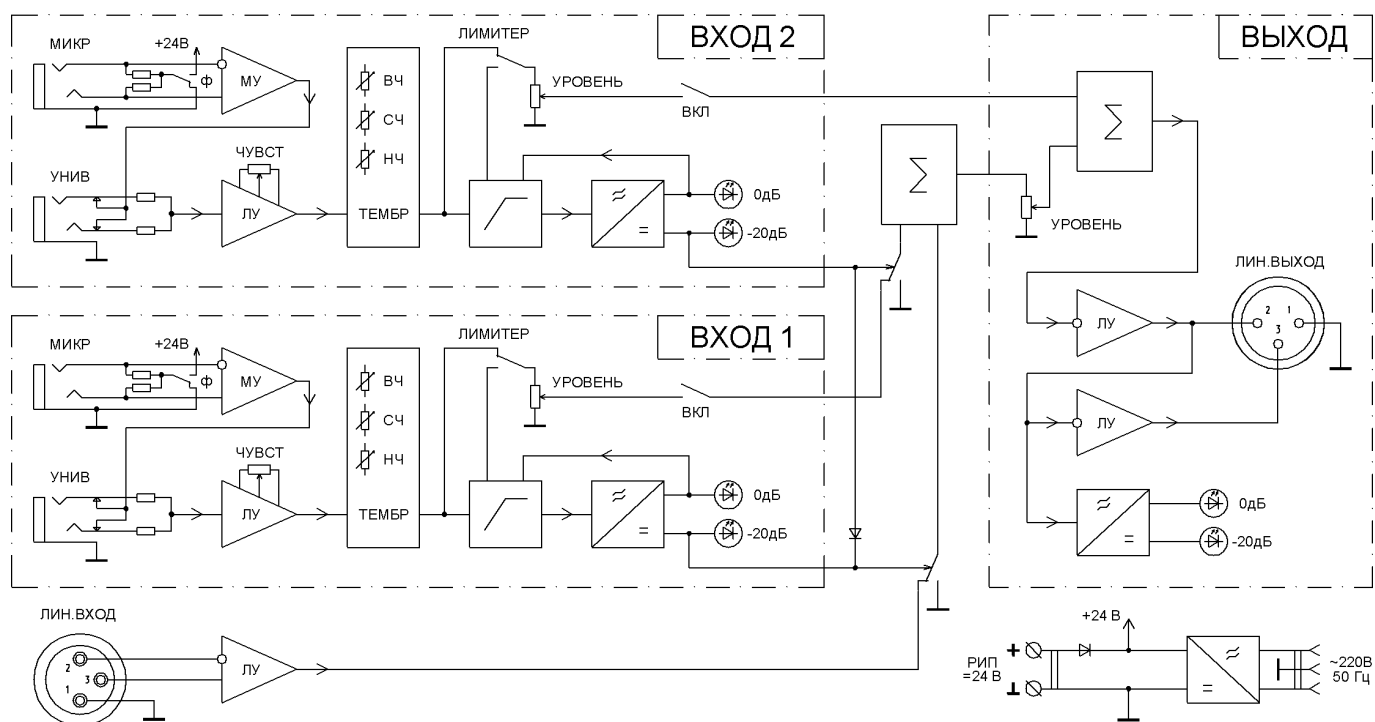 ВХОД 2
МИКР
+24В
Ф
МУ
УНИВ
ЧУВСТ
ЛУ
ВЧ
СЧ
НЧ
ТЕМБР
ЛИМИТЕР
УРОВЕНЬ
ВКЛ
≈
=
0дБ
-20дБ
ВХОД 1
МИКР
+24В
Ф
МУ
УНИВ
ЧУВСТ
ЛУ
ВЧ
СЧ
НЧ
ТЕМБР
ЛИМИТЕР
УРОВЕНЬ
ВКЛ
≈
=
0дБ
-20дБ
ЛИН.ВХОД
2
3
1
ЛУ
Σ
ВЫХОД
Σ
УРОВЕНЬ
ЛИН.ВЫХОД
2
1
3
ЛУ
ЛУ
≈
=
0дБ
-20дБ
+24 В
РИП
=24 В
+
⊥
≈
=
~220В
50 Гц